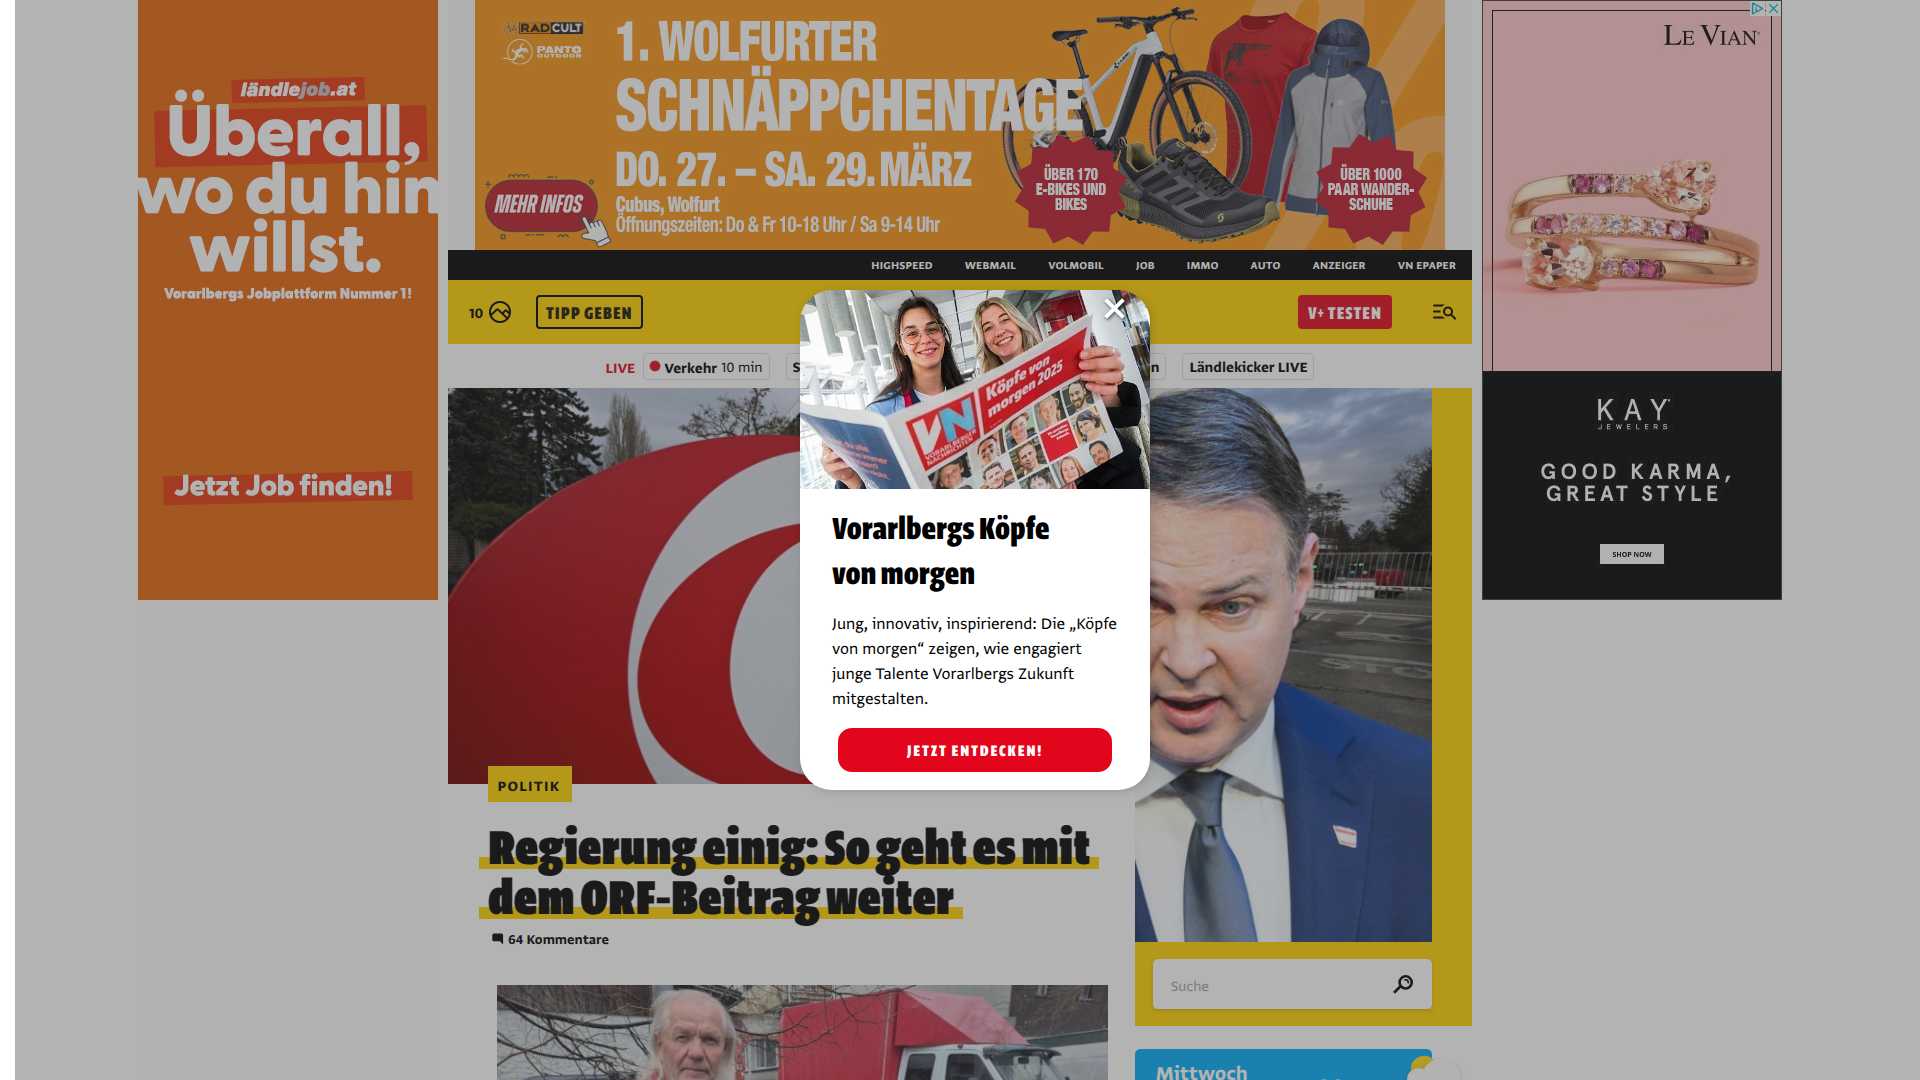 ländlejob.at
Überall,
wo du hin
willst.
Vorarlbergs Jobplattform Nummer 1!
Jetzt Job finden!
RADCULT
PANTO
OUTDOOR
1. WOLFURTER
SCHNÄPPCHENTAGE
DO. 27. – SA. 29. MÄRZ
Cubus, Wolfurt
Öffnungszeiten: Do & Fr 10-18 Uhr / Sa 9-14 Uhr
MEHR INFOS
ÜBER 170
E-BIKES UND
BIKES
ÜBER 1000
PAAR WANDER-
SCHUHE
LE VIAN
KAY
JEWELERS
GOOD KARMA,
GREAT STYLE
SHOP NOW
HIGHSPEED WEBMAIL VOLMOBIL JOB IMMO AUTO ANZEIGER VN EPAPER
10 TIPP GEBEN V+ TESTEN
LIVE Verkehr 10 min S n Ländlekicker LIVE
Köpfe von
morgen 2025
VN
VORARLBERGER
NACHRICHTEN
Vorarlbergs Köpfe
von morgen
Jung, innovativ, inspirierend: Die „Köpfe
von morgen“ zeigen, wie engagiert
junge Talente Vorarlbergs Zukunft
mitgestalten.
JETZT ENTDECKEN!
POLITIK
Regierung einig: So geht es mit
dem ORF-Beitrag weiter
64 Kommentare
Suche
Mittwoch